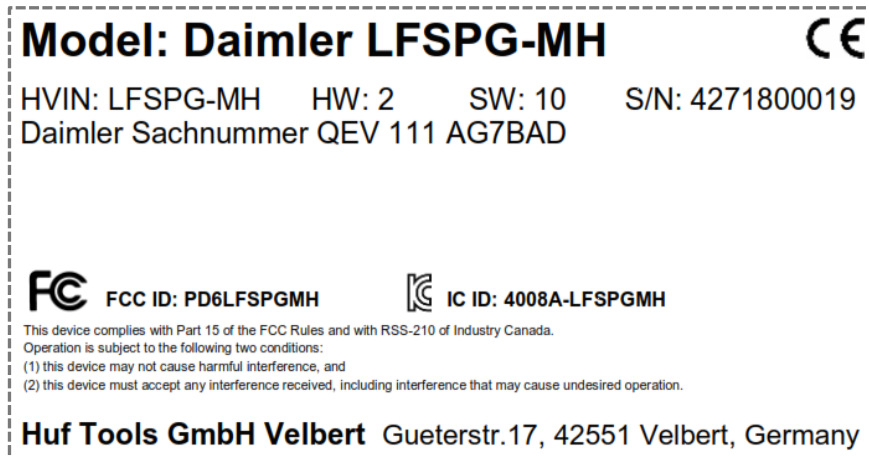 Model: Daimler LFSPG-MH CE
HVIN: LFSPG-MH HW: 2 SW: 10 S/N: 4271800019
Daimler Sachnummer QEV 111 AG7BAD
FC FCC ID: PD6LFSPGMH IC ID: 4008A-LFSPGMH
This device complies with Part 15 of the FCC Rules and with RSS-210 of Industry Canada.
Operation is subject to the following two conditions:
(1) this device may not cause harmful interference, and
(2) this device must accept any interference received, including interference that may cause undesired operation.
Huf Tools GmbH Velbert Gueterstr.17, 42551 Velbert, Germany